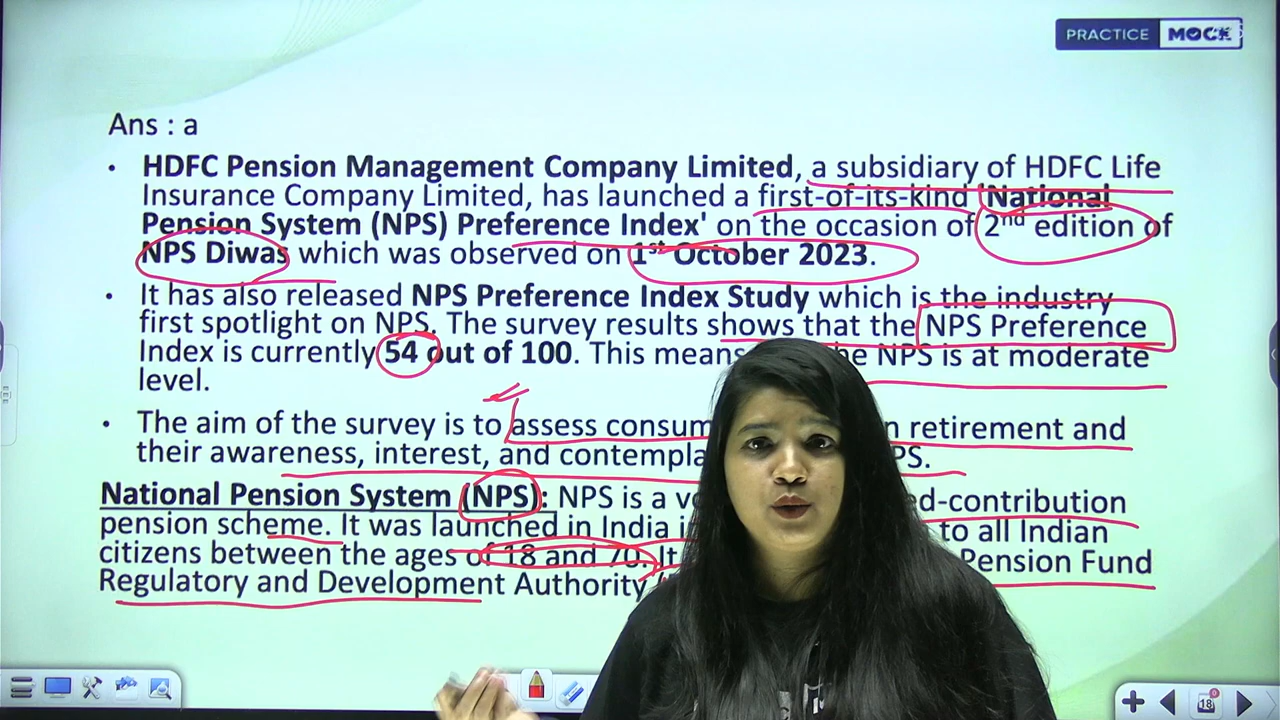 PRACTICE MOCK
Ans : a
• HDFC Pension Management Company Limited, a subsidiary of HDFC Life
Insurance Company Limited, has launched a first-of-its-kind 'National
Pension System (NPS) Preference Index' on the occasion of 2nd edition of
NPS Diwas which was observed on 1st October 2023.
• It has also released NPS Preference Index Study which is the industry
first spotlight on NPS. The survey results shows that the NPS Preference
Index is currently 54 out of 100. This means he NPS is at moderate
level.
• The aim of the survey is to assess consum n retirement and
their awareness, interest, and contempla PS.
National Pension System (NPS): NPS is a vo ed-contribution
pension scheme. It was launched in India i to all Indian
citizens between the ages of 18 and 70. It Pension Fund
Regulatory and Development Authority
18